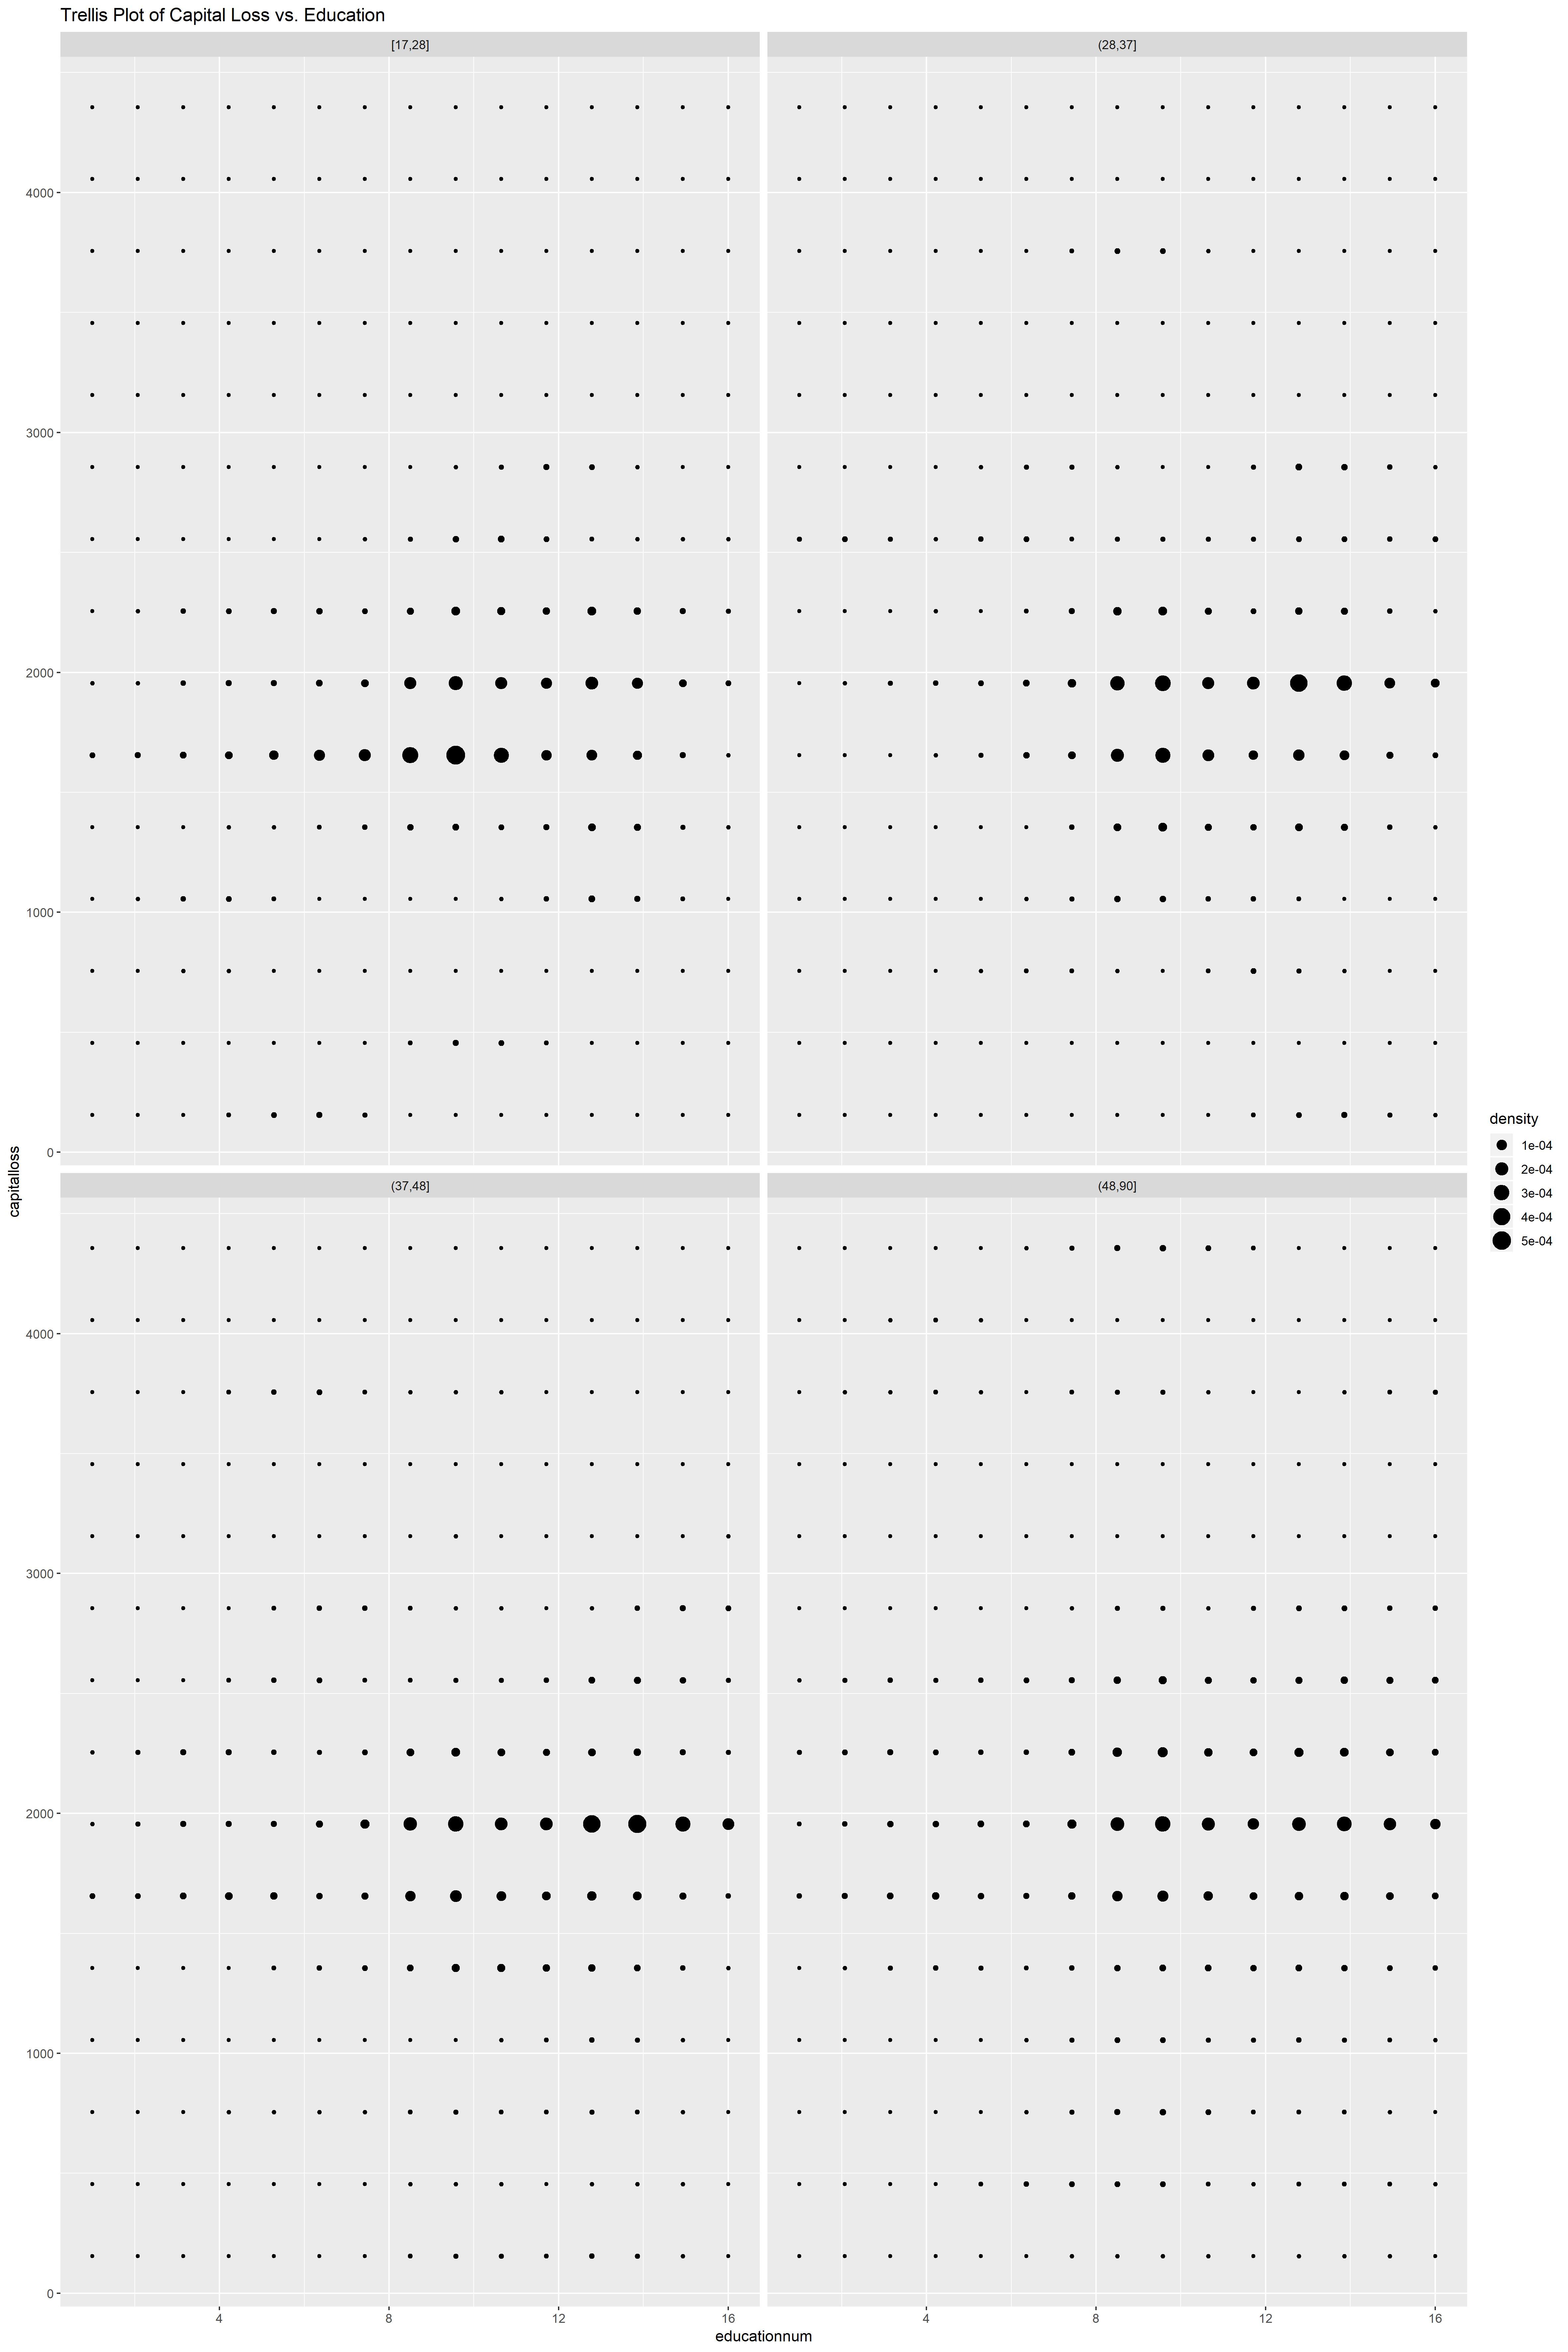 Trellis Plot of Capital Loss vs. Education
[17,28]
(28,37]
4000
3000
2000
1000
0
capitalloss
(37,48]
(48,90]
4000
3000
2000
1000
0
4
8
12
16
4
8
12
16
educationnum
density
1e-04
2e-04
3e-04
4e-04
5e-04